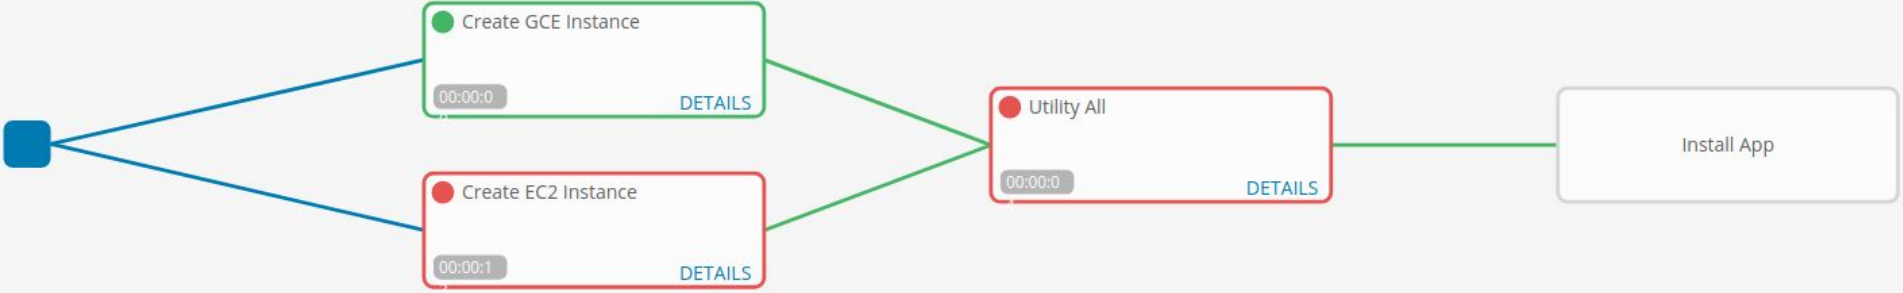 Create GCE Instance
00:00:0
DETAILS
Create EC2 Instance
00:00:1
DETAILS
Utility All
00:00:0
DETAILS
Install App